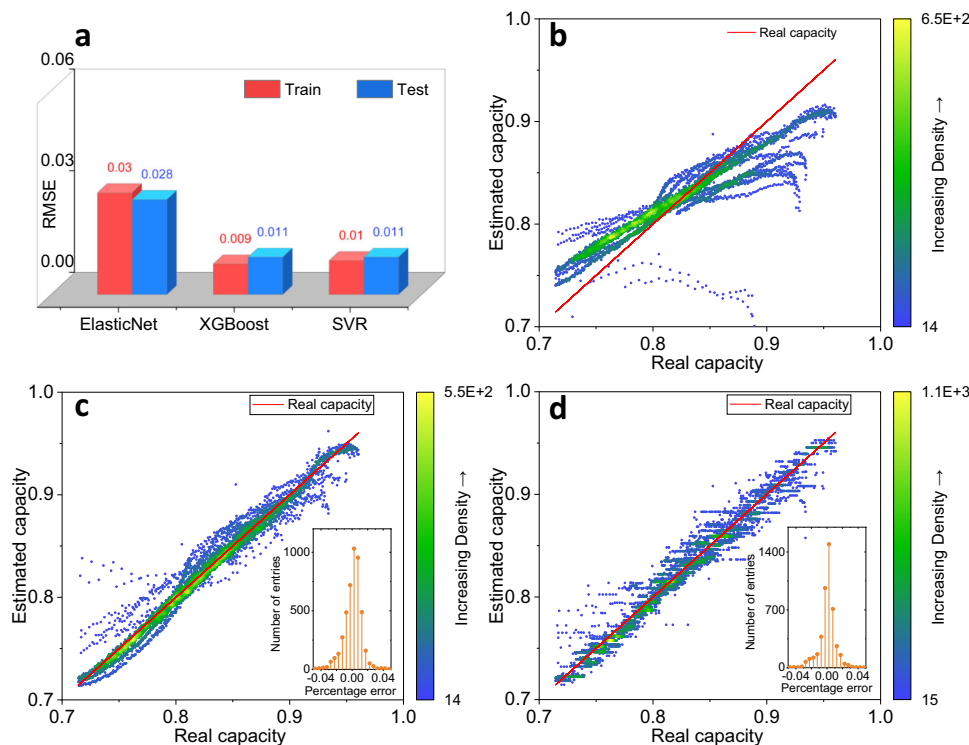 a
0.06
0.03
0.00
RMSE
Train
Test
0.03
0.028
0.009
0.011
0.01
0.011
ElasticNet
XGBoost
SVR
b
1.0
0.9
0.8
0.7
Estimated capacity
Real capacity
0.7
0.8
0.9
1.0
Real capacity
6.5E+2
Increasing Density →
14
c
1.0
0.9
0.8
0.7
Estimated capacity
Real capacity
1000
500
0
Number of entries
-0.04
0.00
0.04
Percentage error
0.7
0.8
0.9
1.0
Real capacity
5.5E+2
Increasing Density →
14
d
1.0
0.9
0.8
0.7
Estimated capacity
Real capacity
1400
700
0
Number of entries
-0.04
0.00
0.04
Percentage error
0.7
0.8
0.9
1.0
Real capacity
1.1E+3
Increasing Density →
15